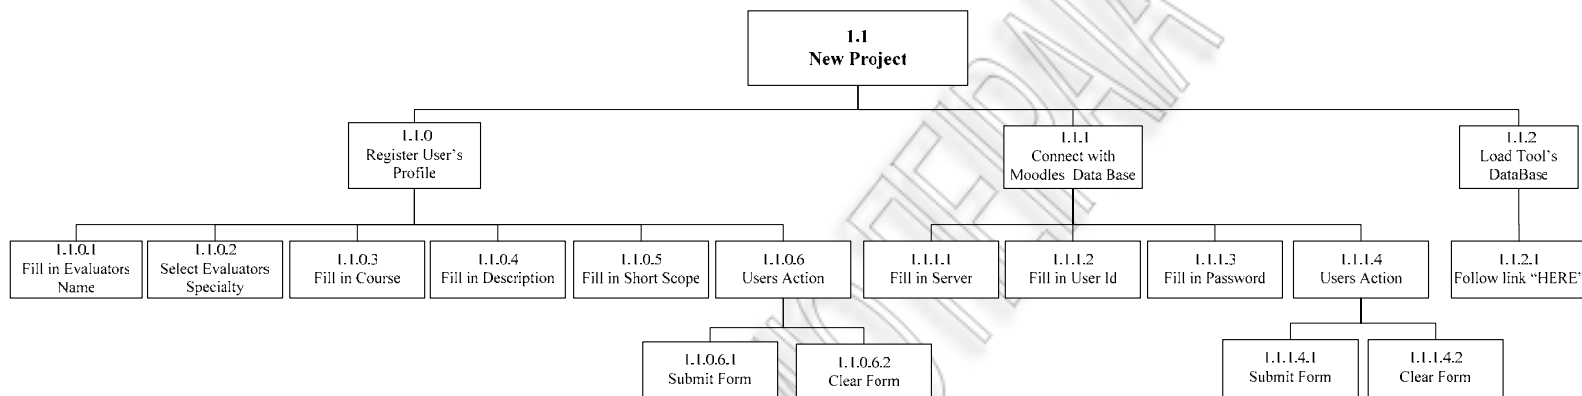 1.1
New Project
1.1.0
Register User's
Profile
1.1.1
Connect with
Moodles Data Base
1.1.2
Load Tool's
DataBase
1.1.0.1
Fill in Evaluators
Name
1.1.0.2
Select Evaluators
Specialty
1.1.0.3
Fill in Course
1.1.0.4
Fill in Description
1.1.0.5
Fill in Short Scope
1.1.0.6
Users Action
1.1.1.1
Fill in Server
1.1.1.2
Fill in User Id
1.1.1.3
Fill in Password
1.1.1.4
Users Action
1.1.2.1
Follow link “HERE”
1.1.0.6.1
Submit Form
1.1.0.6.2
Clear Form
1.1.1.4.1
Submit Form
1.1.1.4.2
Clear Form